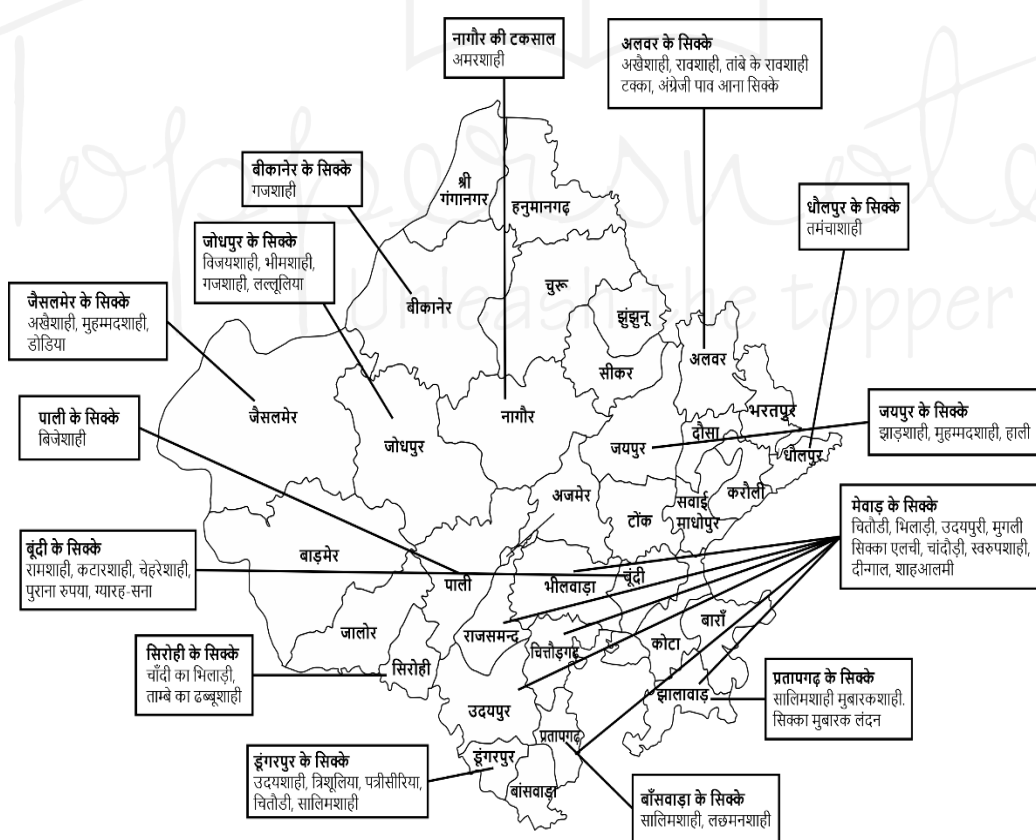 Toppersnotes
Unleash the topper
नागौर की टकसाल
अमरशाही
अलवर के सिक्के
अखैशाही, रावशाही, तांबे के रावशाही
टक्का, अंग्रेजी पाव आना सिक्के
बीकानेर के सिक्के
गजशाही
धौलपुर के सिक्के
तमंचाशाही
जोधपुर के सिक्के
विजयशाही, भीमशाही,
गजशाही, लल्लूलिया
जैसलमेर के सिक्के
अखैशाही, मुहम्मदशाही,
डोडिया
पाली के सिक्के
बिजेशाही
जयपुर के सिक्के
झाड़शाही, मुहम्मदशाही, हाली
मेवाड़ के सिक्के
चितौडी, भिलाड़ी, उदयपुरी, मुगली
सिक्का एलची, चांदौड़ी, स्वरुपशाही,
दीनाल, शाहआलमी
बूंदी के सिक्के
रामशाही, कटारशाही, चेहरेशाही,
पुराना रुपया, ग्यारह-सना
सिरोही के सिक्के
चाँदी का भिलाड़ी,
ताम्बे का ढब्बूशाही
प्रतापगढ़ के सिक्के
सालिमशाही मुबारकशाही.
सिक्का मुबारक लंदन
डूंगरपुर के सिक्के
उदयशाही, त्रिशूलिया, पत्रीसीरिया,
चितौडी, सालिमशाही
बाँसवाड़ा के सिक्के
सालिमशाही, लछमनशाही
श्री
गंगानगर
हनुमानगढ़
बीकानेर
चुरू
झुंझुनू
सीकर
अलवर
जैसलमेर
जोधपुर
नागौर
जयपुर
दौसा
भरतपुर
धौलपुर
करौली
सवाई
माधोपुर
टोंक
अजमेर
बाड़मेर
पाली
भीलवाड़ा
बूंदी
जालोर
सिरोही
राजसमन्द
चित्तौड़गढ़
कोटा
बाराँ
झालावाड़
उदयपुर
प्रतापगढ़
डूंगरपुर
बांसवाड़ा